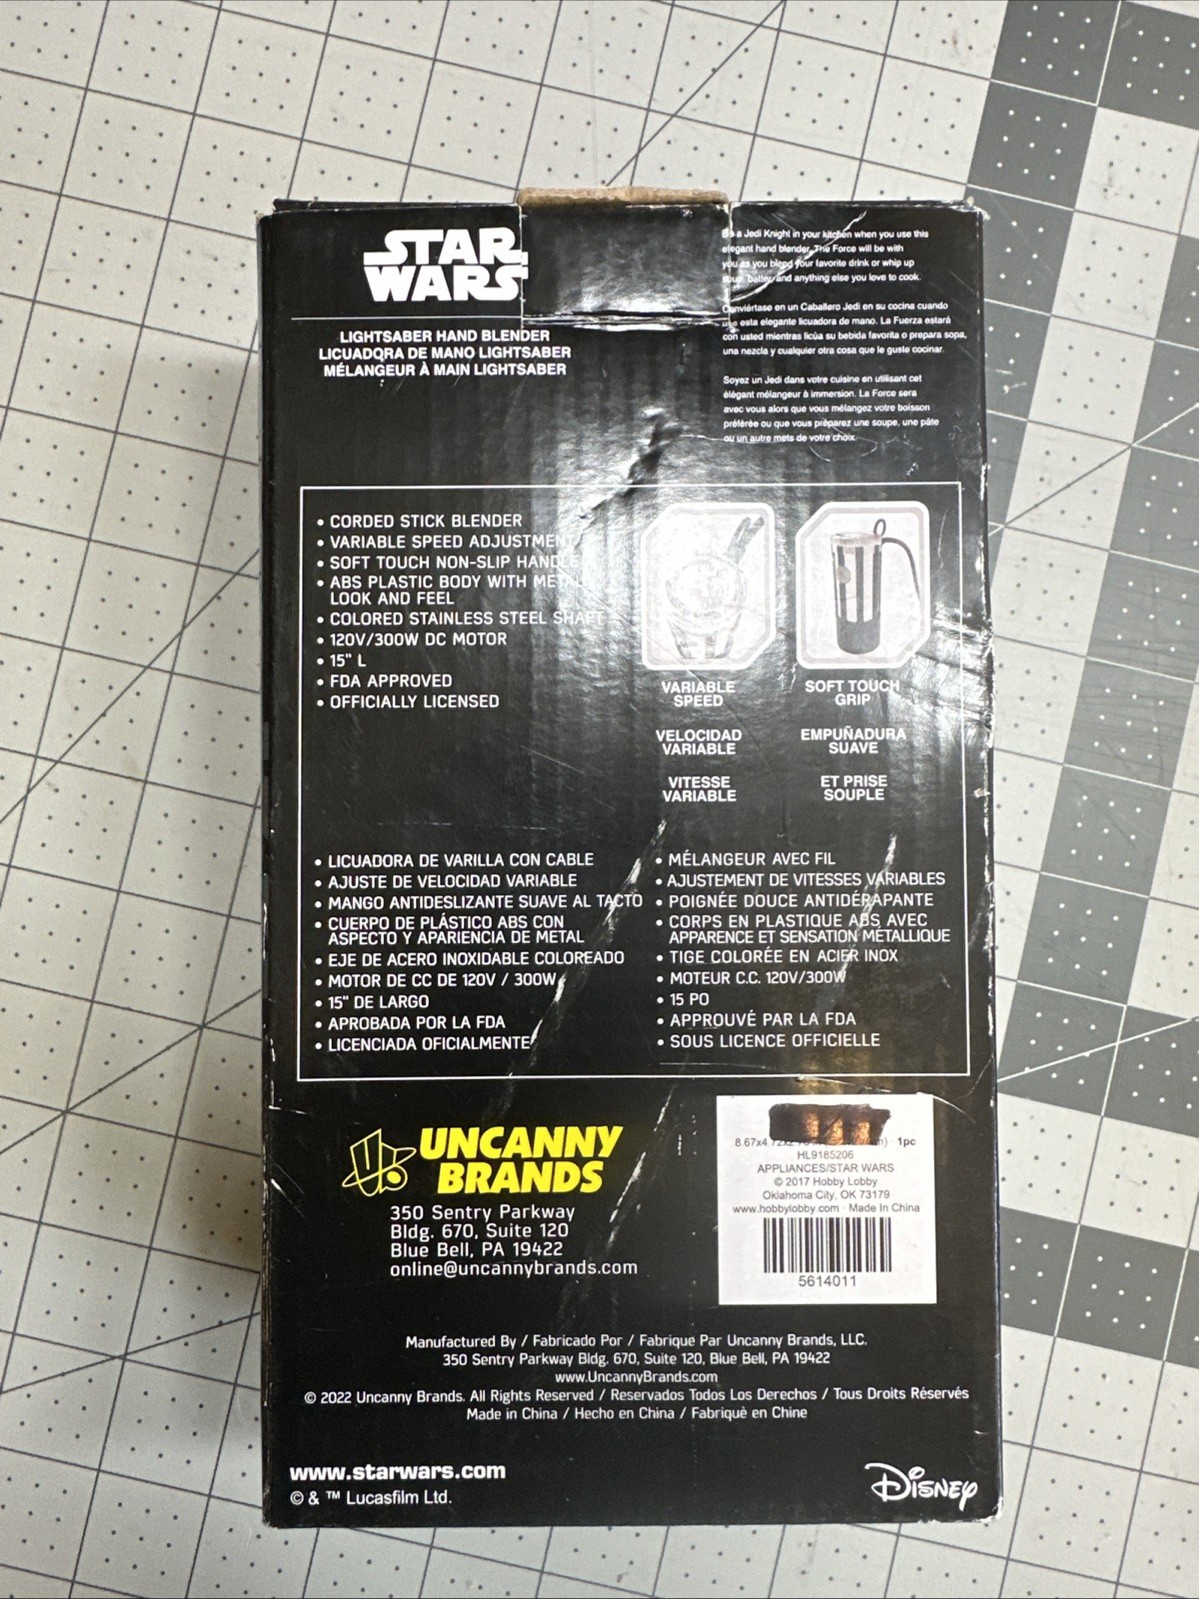 STAR
WARS
LIGHTSABER HAND BLENDER
LICUADORA DE MANO LIGHTSABER
MÉLANGEUR À MAIN LIGHTSABER
a Jedi Knight in your kitchen when you use this
elegant hand blender. The Force will be with
you as you blend your favorite drink or whip up
soup, batter and anything else you love to cook.
Conviértase en un Caballero Jedi en su cocina cuando
use esta elegante licuadora de mano. La Fuerza estará
con usted mientras licúa su bebida favorita o prepara sopa,
una nezcla y cualquier otra cosa que le guste cocinar.
Soyez un Jedi dans votre cuisine en utilisant cet
élégant mélangeur à immersion. La Force sera
avec vous alors que vous mélangez votre boisson
préférée ou que vous préparez une soupe, une pâte
ou un autre mets de votre choix.
• CORDED STICK BLENDER
• VARIABLE SPEED ADJUSTMENT
• SOFT TOUCH NON-SLIP HANDLE
• ABS PLASTIC BODY WITH METAL
LOOK AND FEEL
• COLORED STAINLESS STEEL SHAFT
• 120V/300W DC MOTOR
• 15" L
• FDA APPROVED
• OFFICIALLY LICENSED
VARIABLE
SPEED
VELOCIDAD
VARIABLE
VITESSE
VARIABLE
SOFT TOUCH
GRIP
EMPUÑADURA
SUAVE
ET PRISE
SOUPLE
• LICUADORA DE VARILLA CON CABLE
• AJUSTE DE VELOCIDAD VARIABLE
• MANGO ANTIDESLIZANTE SUAVE AL TACTO
• CUERPO DE PLÁSTICO ABS CON
ASPECTO Y APARIENCIA DE METAL
• EJE DE ACERO INOXIDABLE COLOREADO
• MOTOR DE CC DE 120V / 300W
• 15" DE LARGO
• APROBADA POR LA FDA
• LICENCIADA OFICIALMENTE
• MÉLANGEUR AVEC FIL
• AJUSTEMENT DE VITESSES VARIABLES
• POIGNÉE DOUCE ANTIDÉRAPANTE
• CORPS EN PLASTIQUE ABS AVEC
APPARENCE ET SENSATION MÉTALLIQUE
• TIGE COLORÉE EN ACIER INOX
• MOTEUR C.C. 120V/300W
• 15 PO
• APPROUVÉ PAR LA FDA
• SOUS LICENCE OFFICIELLE
UNCANNY
BRANDS
350 Sentry Parkway
Bldg. 670, Suite 120
Blue Bell, PA 19422
online@uncannybrands.com
1pc
HL9185206
APPLIANCES/STAR WARS
© 2017 Hobby Lobby
Oklahoma City, OK 73179
www.hobbylobby.com · Made In China
5614011
Manufactured By / Fabricado Por / Fabrique Par Uncanny Brands, LLC.
350 Sentry Parkway Bldg. 670, Suite 120, Blue Bell, PA 19422
www.UncannyBrands.com
© 2022 Uncanny Brands. All Rights Reserved / Reservados Todos Los Derechos / Tous Droits Réservés
Made in China / Hecho en China / Fabriqué en Chine
www.starwars.com
© & ™ Lucasfilm Ltd.
Disney